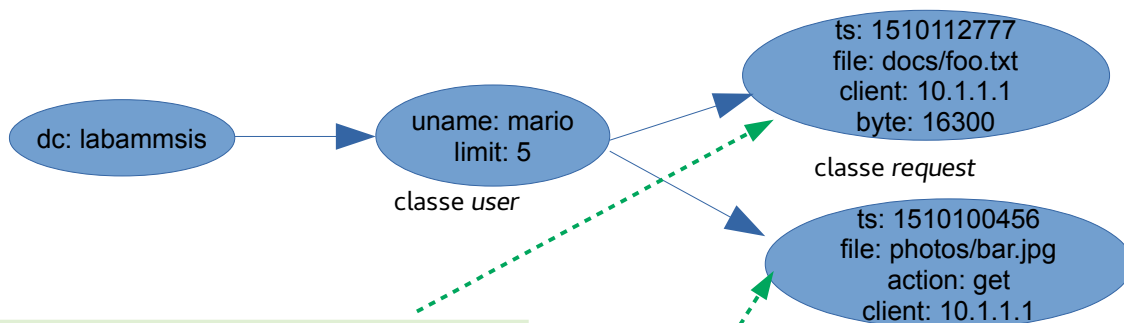 dc: labammsis
uname: mario
limit: 5
classe user
ts: 1510112777
file: docs/foo.txt
client: 10.1.1.1
byte: 16300
classe request
ts: 1510100456
file: photos/bar.jpg
action: get
client: 10.1.1.1